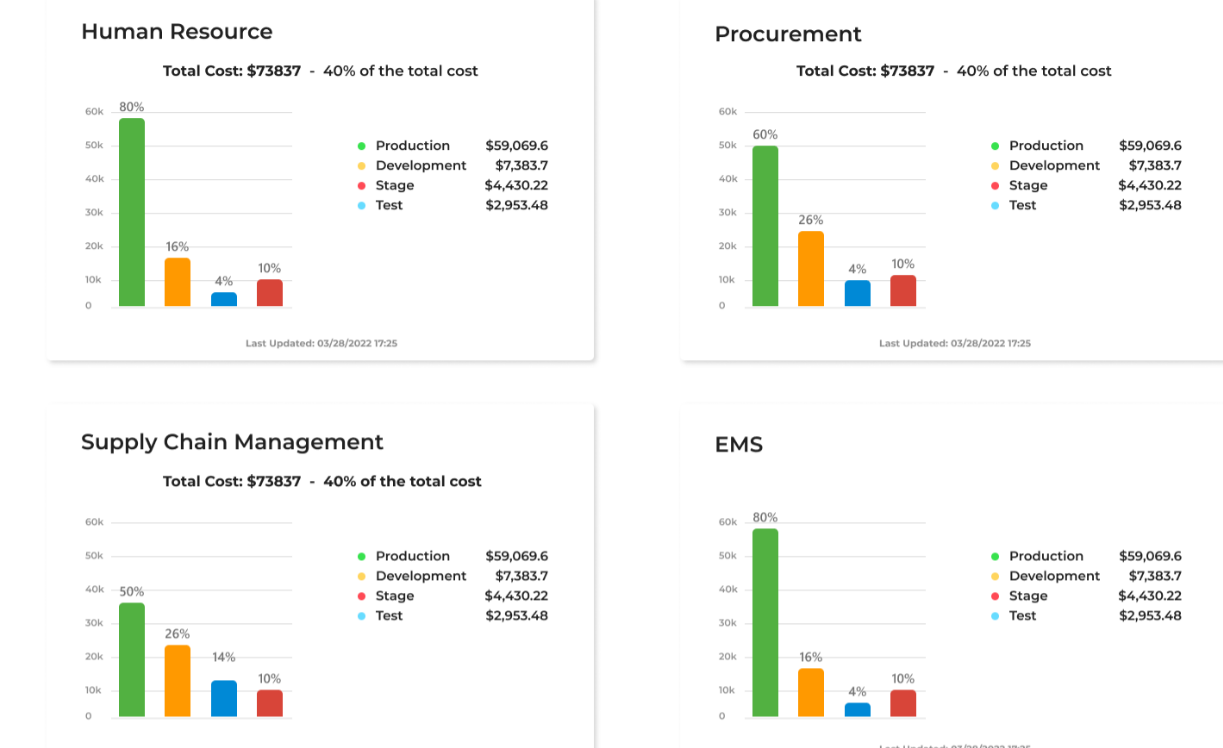 Human Resource
Total Cost: $73837 - 40% of the total cost
60k
50k
40k
30k
20k
10k
0
80%
16%
4%
10%
Production $59,069.6
Development $7,383.7
Stage $4,430.22
Test $2,953.48
Last Updated: 03/28/2022 17:25
Procurement
Total Cost: $73837 - 40% of the total cost
60k
50k
40k
30k
20k
10k
0
60%
26%
4%
10%
Production $59,069.6
Development $7,383.7
Stage $4,430.22
Test $2,953.48
Last Updated: 03/28/2022 17:25
Supply Chain Management
Total Cost: $73837 - 40% of the total cost
60k
50k
40k
30k
20k
10k
0
50%
26%
14%
10%
Production $59,069.6
Development $7,383.7
Stage $4,430.22
Test $2,953.48
EMS
60k
50k
40k
30k
20k
10k
0
80%
16%
4%
10%
Production $59,069.6
Development $7,383.7
Stage $4,430.22
Test $2,953.48